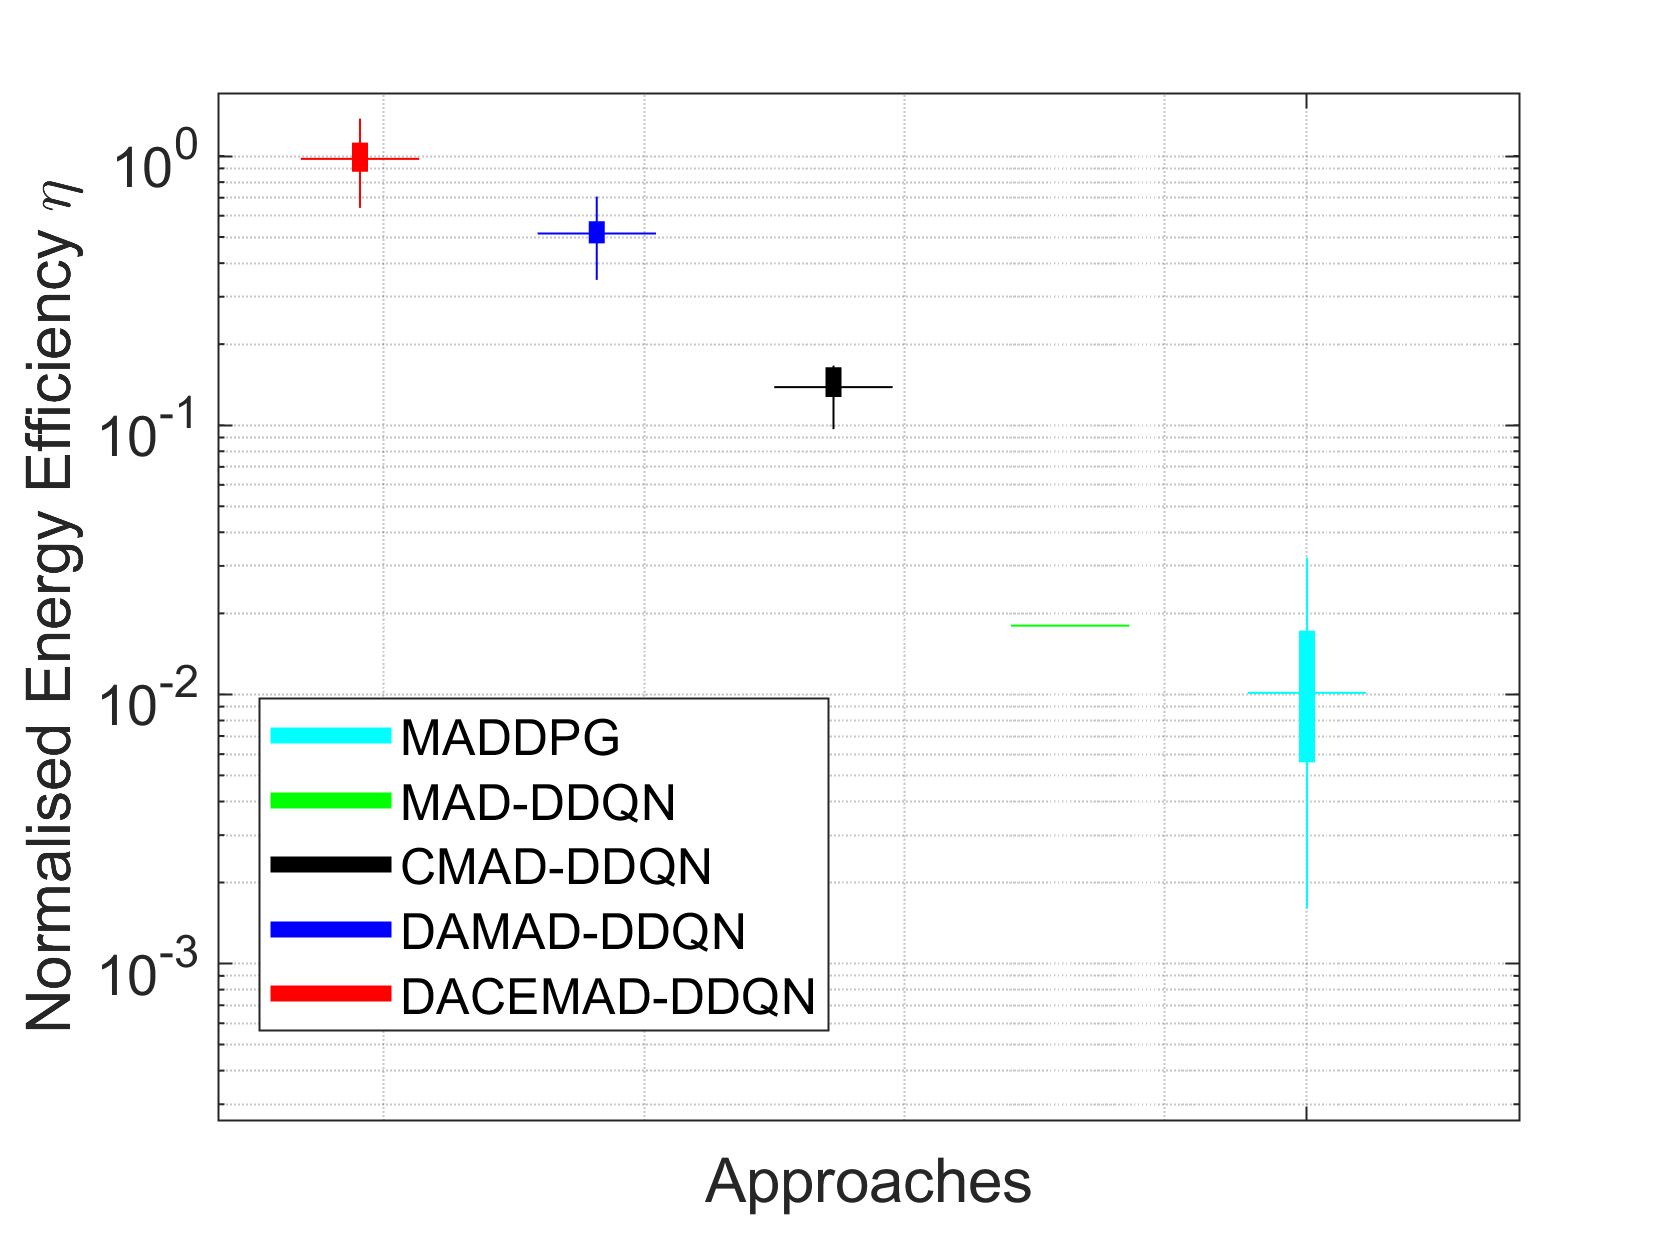 Normalised Energy Efficiency η
10^0
10^-1
10^-2
10^-3
MADDPG
MAD-DDQN
CMAD-DDQN
DAMAD-DDQN
DACEMAD-DDQN
Approaches